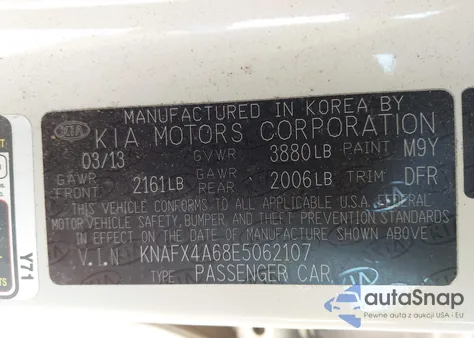 MANUFACTURED IN KOREA BY
KIA KIA MOTORS CORPORATION
03/13 GVWR 3880LB PAINT M9Y
GAWR FRONT 2161LB GAWR REAR 2006LB TRIM DFR
THIS VEHICLE CONFORMS TO ALL APPLICABLE U.S.A. FEDERAL
MOTOR VEHICLE SAFETY, BUMPER, AND THEFT PREVENTION STANDARDS
IN EFFECT ON THE DATE OF MANUFACTURE SHOWN ABOVE.
V.I.N KNAFX4A68E5062107
TYPE PASSENGER CAR
Y71
autoSnap
Pewne auta z aukcji USA i EU